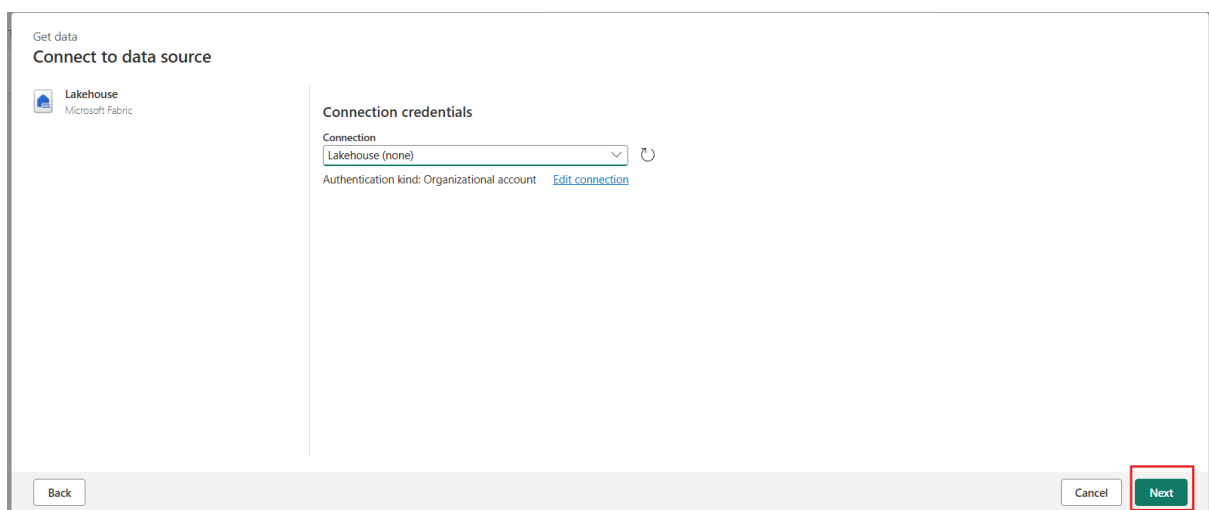 Get data
Connect to data source
Lakehouse
Microsoft Fabric
Connection credentials
Connection
Lakehouse (none)
Authentication kind: Organizational account Edit connection
Back
Cancel
Next